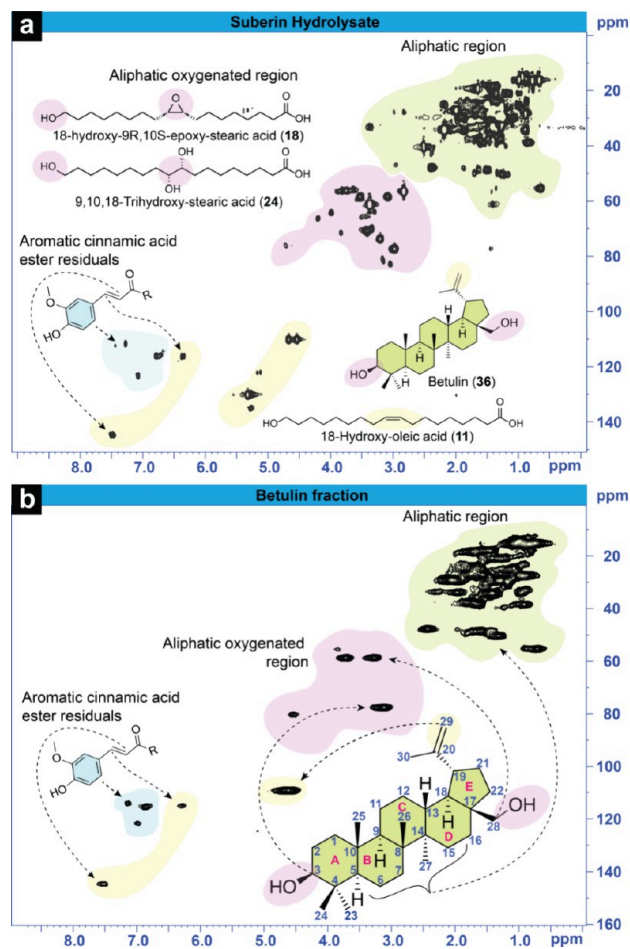 a
Suberin Hydrolysate
ppm
Aliphatic region
20
Aliphatic oxygenated region
O
O
HO
OH
18-hydroxy-9R,10S-epoxy-stearic acid (18)
40
OH
O
HO
OH
OH
9,10,18-Trihydroxy-stearic acid (24)
60
Aromatic cinnamic acid
ester residuals
80
O
O
R
HO
100
H
OH
H
H
HO
H
Betulin (36)
120
O
HO
OH
18-Hydroxy-oleic acid (11)
140
8.0 7.0 6.0 5.0 4.0 3.0 2.0 1.0 ppm
b
Betulin fraction
ppm
Aliphatic region
20
40
Aliphatic oxygenated
region
60
Aromatic cinnamic acid
ester residuals
80
O
O
R
HO
29
20
30
21
19
E
22
100
12
H
18
17
OH
11
C
13
H
28
25
26
14
D
16
120
1
9
2
10
H
8
15
A
B
27
HO
3
5
7
4
6
H
140
24
23
160
8.0 7.0 6.0 5.0 4.0 3.0 2.0 1.0 ppm